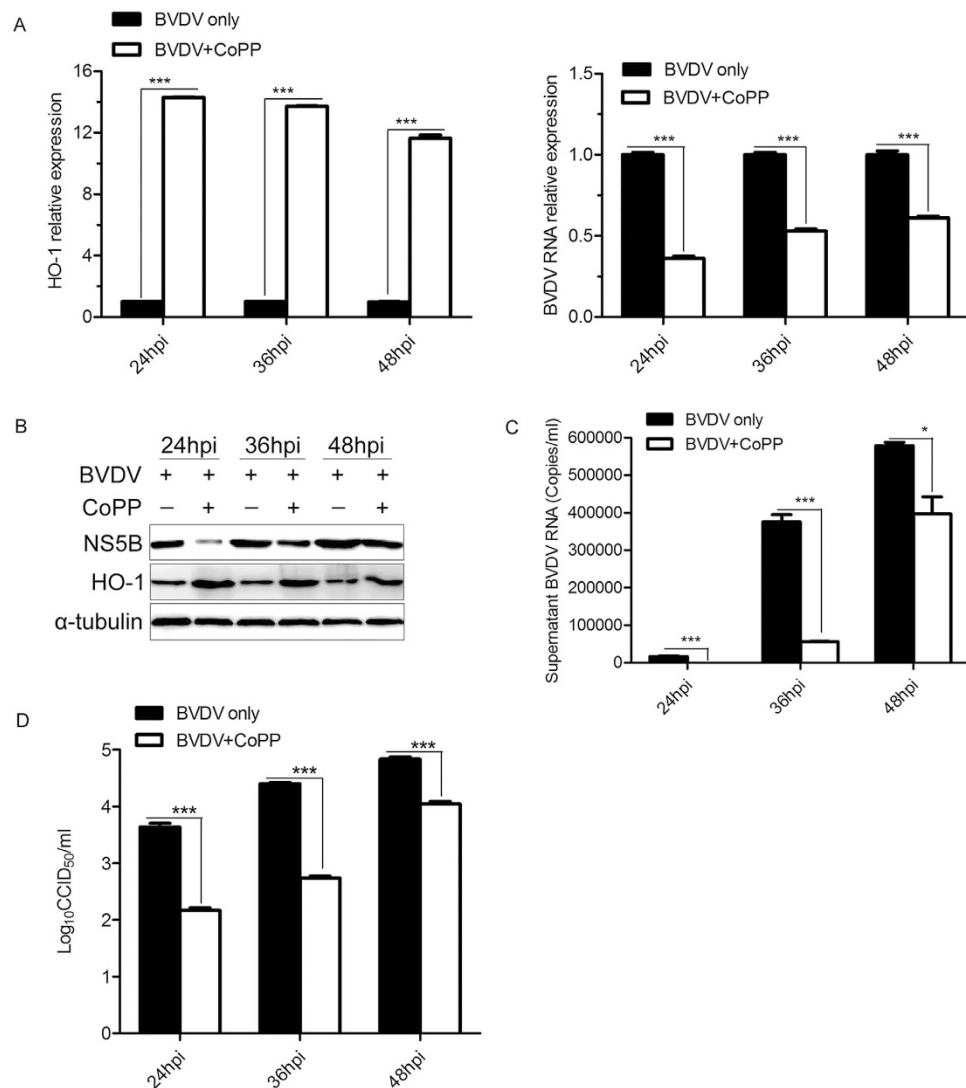 A
BVDV only
BVDV+CoPP
HO-1 relative expression
16
12
8
4
0
***
***
***
24hpi
36hpi
48hpi
BVDV only
BVDV+CoPP
BVDV RNA relative expression
1.5
1.0
0.5
0.0
***
***
***
24hpi
36hpi
48hpi
B
24hpi 36hpi 48hpi
BVDV + + + + + +
CoPP – + – + – +
NS5B
HO-1
α-tubulin
C
BVDV only
BVDV+CoPP
Supernatant BVDV RNA (Copies/ml)
600000
500000
400000
300000
200000
100000
0
***
***
*
24hpi
36hpi
48hpi
D
BVDV only
BVDV+CoPP
Log₁₀CCID₅₀/ml
5
4
3
2
1
0
***
***
***
24hpi
36hpi
48hpi